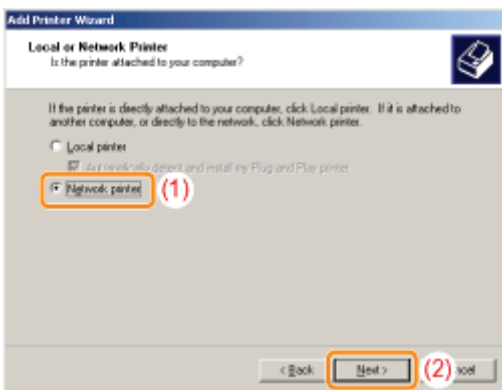 Add Printer Wizard
Local or Network Printer
Is the printer attached to your computer?
If the printer is directly attached to your computer, click Local printer. If it is attached to
another computer, or directly to the network, click Network printer.
Local printer
Automatically detect and install my Plug and Play printer
Network printer (1)
< Back Next > (2)